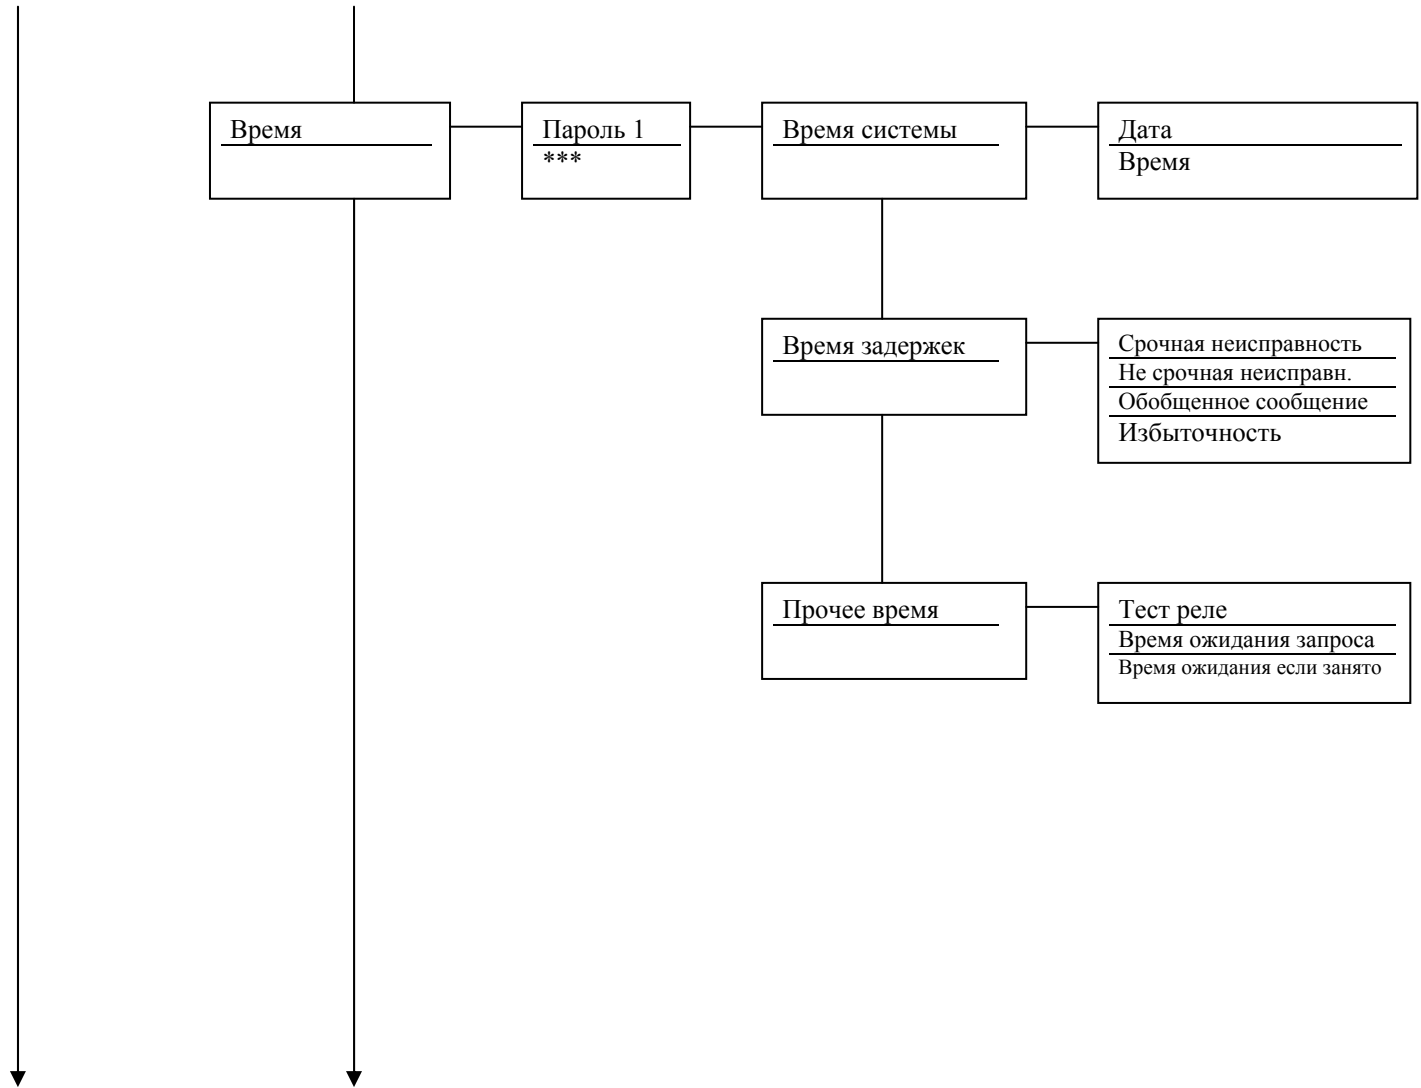 Время
Пароль 1
***
Время системы
Дата
Время
Время задержек
Срочная неисправность
Не срочная неисправн.
Обобщенное сообщение
Избыточность
Прочее время
Тест реле
Время ожидания запроса
Время ожидания если занято